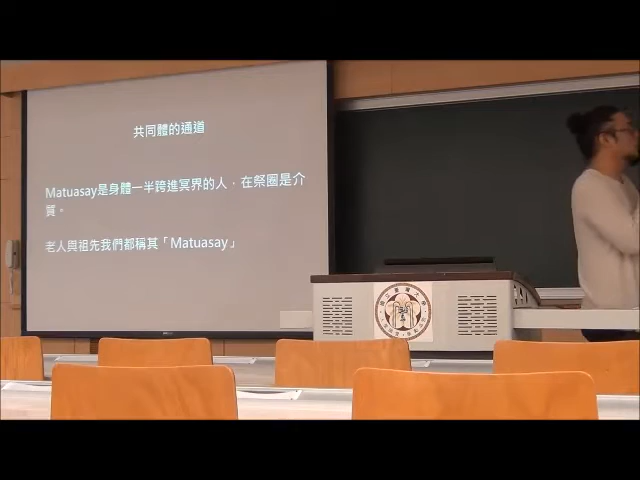 共同體的通道
Matuasay是身體一半跨進冥界的人，在祭團是介
質。
老人與祖先我們都稱其「Matuasay」